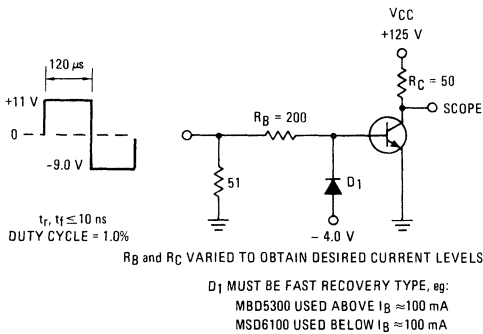 VCC
+125 V
120 μs
RC = 50
+11 V
SCOPE
RB = 200
0
-9.0 V
51
D1
tr, tf ≤ 10 ns
DUTY CYCLE = 1.0%
- 4.0 V
RB and RC VARIED TO OBTAIN DESIRED CURRENT LEVELS
D1 MUST BE FAST RECOVERY TYPE, eg:
MBD5300 USED ABOVE IB ≈100 mA
MSD6100 USED BELOW IB ≈100 mA